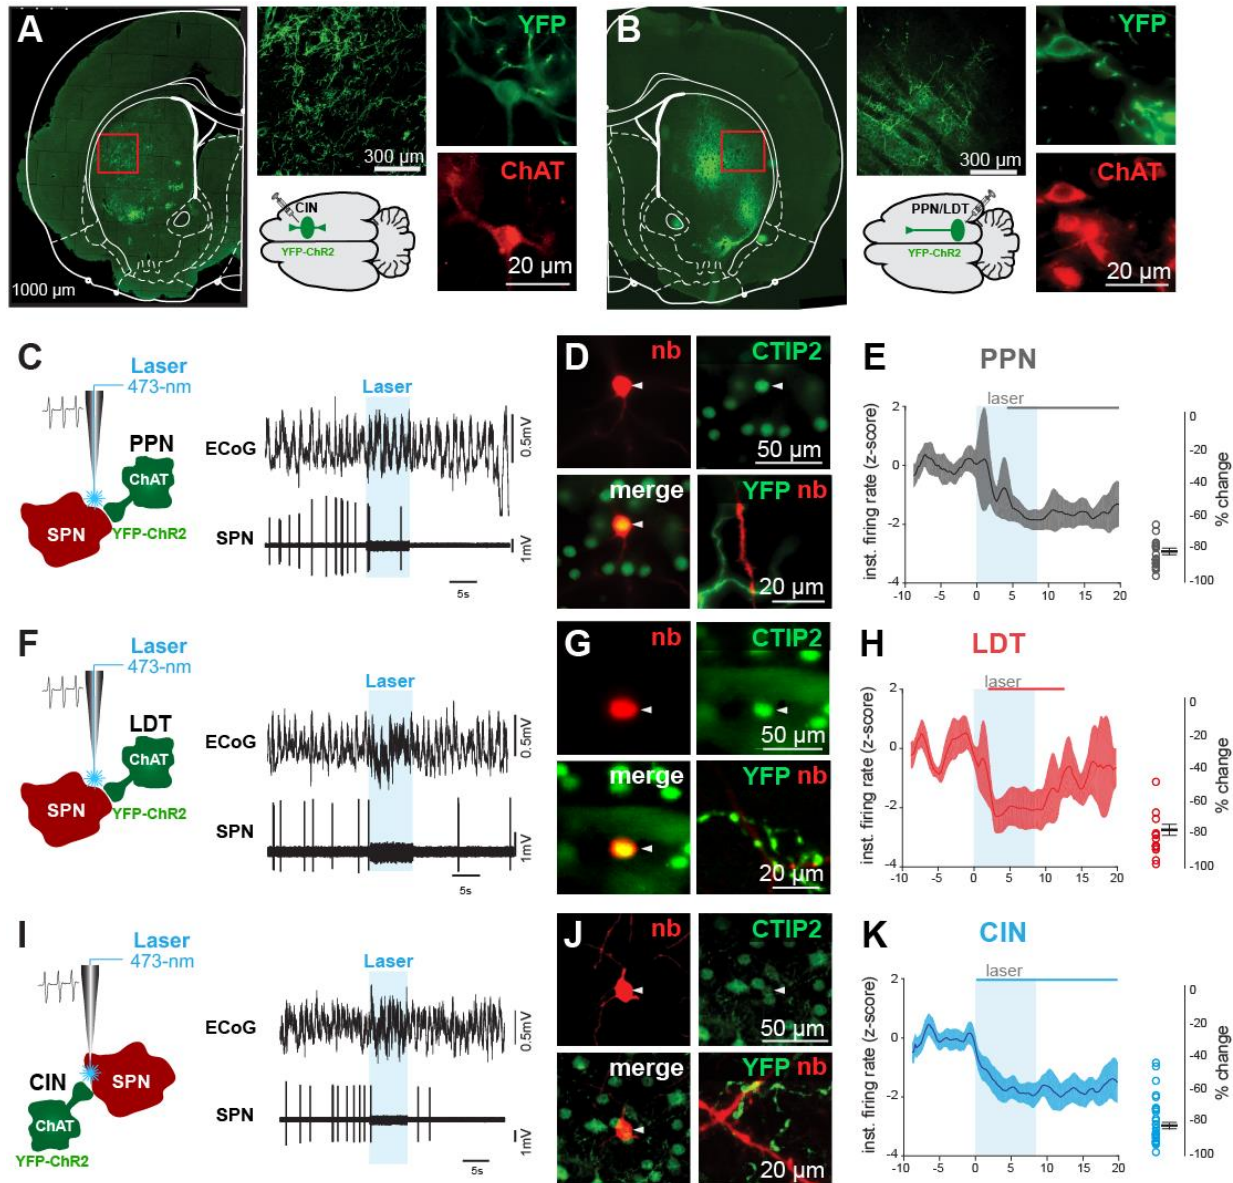 A
YFP
300 µm
CIN
YFP-ChR2
ChAT
20 µm
1000 µm
B
YFP
300 µm
PPN/LDT
YFP-ChR2
ChAT
20 µm
C
Laser
473-nm
PPN
ChAT
SPN
YFP-ChR2
Laser
ECoG
0.5mV
SPN
1mV
5s
D
nb
CTIP2
50 µm
merge
YFP nb
20 µm
E
PPN
laser
inst. firing rate (z-score)
2
0
-2
-4
-10 -5 0 5 10 15 20
0
-20
-40
-60
-80
-100
% change
F
Laser
473-nm
LDT
ChAT
SPN
YFP-ChR2
Laser
ECoG
0.5mV
SPN
1mV
5s
G
nb
CTIP2
50 µm
merge
YFP nb
20 µm
H
LDT
laser
inst. firing rate (z-score)
2
0
-2
-4
-10 -5 0 5 10 15 20
0
-20
-40
-60
-80
-100
% change
I
Laser
473-nm
CIN
SPN
ChAT
YFP-ChR2
Laser
ECoG
0.5mV
SPN
1mV
5s
J
nb
CTIP2
50 µm
merge
YFP nb
20 µm
K
CIN
laser
inst. firing rate (z-score)
2
0
-2
-4
-10 -5 0 5 10 15 20
0
-20
-40
-60
-80
-100
% change